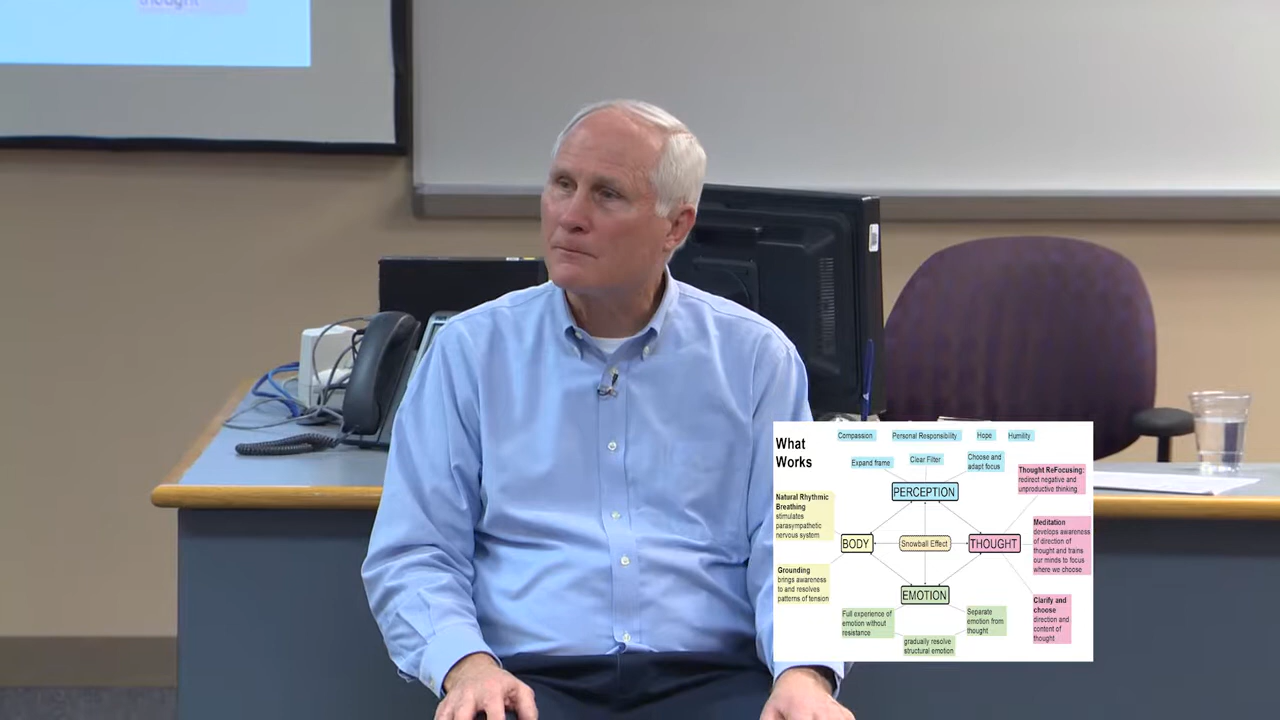 thought
What
Works
Compassion
Personal Responsibility
Hope
Humility
Expand frame
Clear Filter
Choose and
adapt focus
PERCEPTION
Thought ReFocusing:
redirect negative and
unproductive thinking
Natural Rhythmic
Breathing
stimulates
parasympathetic
nervous system
BODY
Snowball Effect
THOUGHT
Meditation
develops awareness
of direction of
thought and trains
our minds to focus
where we choose
Grounding
brings awareness
to and resolves
patterns of tension
EMOTION
Full experience of
emotion without
resistance
Separate
emotion from
thought
gradually resolve
structural emotion
Clarify and
choose
direction and
content of
thought